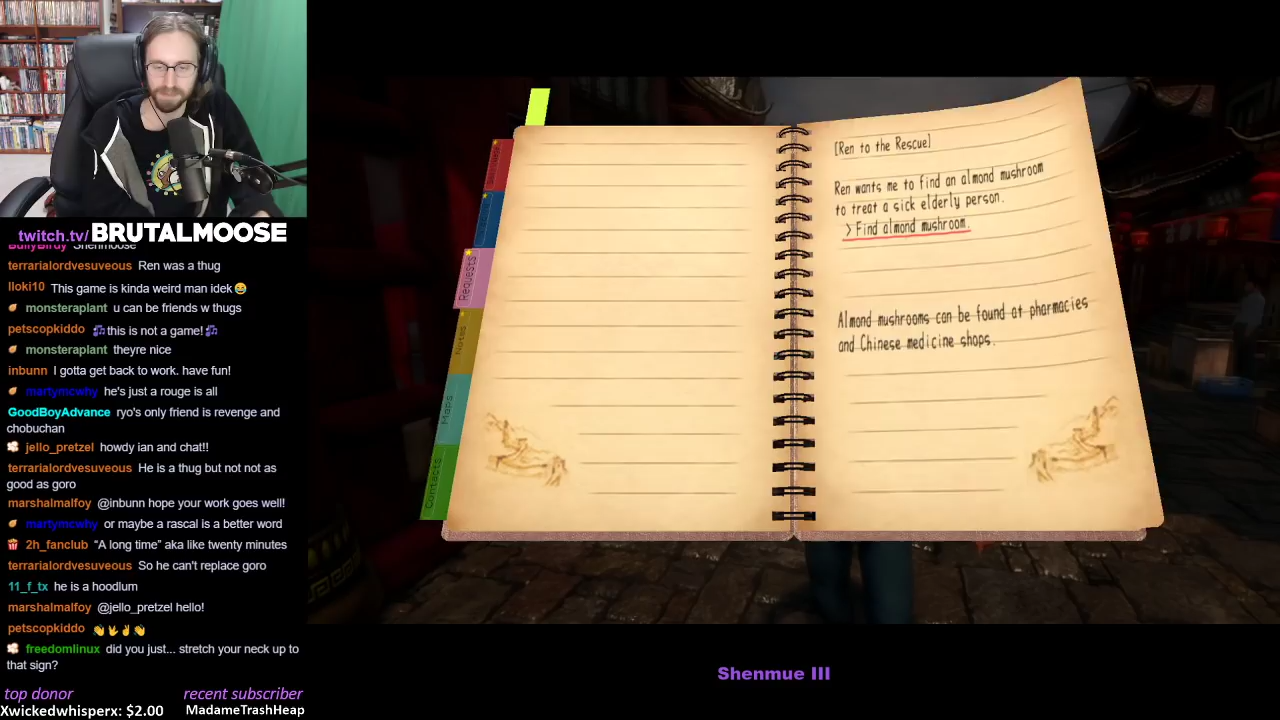 twitch.tv/BRUTALMOOSE
BullyBirdy Shenmoose
terrarialordvesuveous Ren was a thug
lloki10 This game is kinda weird man idek😅
monsteraplant u can be friends w thugs
petscopkiddo 🎶this is not a game!🎶
monsteraplant theyre nice
inbunn I gotta get back to work. have fun!
martymcwhy he's just a rouge is all
GoodBoyAdvance ryo's only friend is revenge and
chobuchan
jello_pretzel howdy ian and chat!!
terrarialordvesuveous He is a thug but not not as
good as goro
marshalmalfoy @inbunn hope your work goes well!
martymcwhy or maybe a rascal is a better word
2h_fanclub “A long time” aka like twenty minutes
terrarialordvesuveous So he can't replace goro
11_f_tx he is a hoodlum
marshalmalfoy @jello_pretzel hello!
petscopkiddo 👋🤟✌👋
freedomlinux did you just... stretch your neck up to
that sign?
top donor
Xwickedwhisperx: $2.00
recent subscriber
MadameTrashHeap
Requests
Notes
Maps
Contacts
[Ren to the Rescue]
Ren wants me to find an almond mushroom
to treat a sick elderly person.
> Find almond mushroom.
Almond mushrooms can be found at pharmacies
and Chinese medicine shops.
Shenmue III